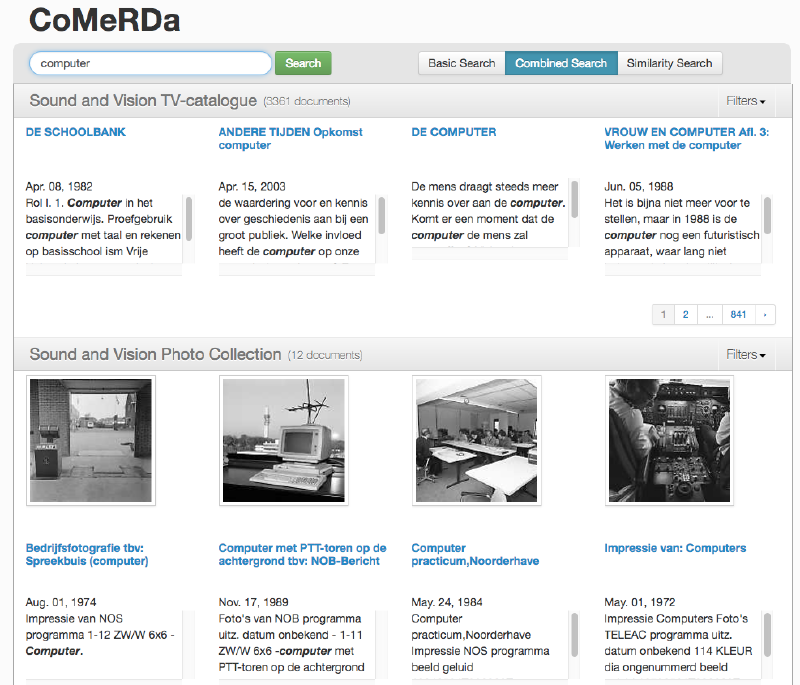 CoMeRDa
computer
Search
Basic Search
Combined Search
Similarity Search
Sound and Vision TV-catalogue (3361 documents)
Filters
DE SCHOOLBANK
Apr. 08, 1982
Rol I. 1. Computer in het
basisonderwijs. Proefgebruik
computer met taal en rekenen
op basisschool ism Vrije
ANDERE TIJDEN Opkomst
computer
Apr. 15, 2003
de waardering voor en kennis
over geschiedenis aan bij een
groot publiek. Welke invloed
heeft de computer op onze
DE COMPUTER
De mens draagt steeds meer
kennis over aan de computer.
Komt er een moment dat de
computer de mens zal
VROUW EN COMPUTER Afl. 3:
Werken met de computer
Jun. 05, 1988
Het is bijna niet meer voor te
stellen, maar in 1988 is de
computer nog een futuristisch
apparaat, waar lang niet
1 2 ... 841 ›
Sound and Vision Photo Collection (12 documents)
Filters
Bedrijfsfotografie tbv:
Spreekbuis (computer)
Aug. 01, 1974
Impressie van NOS
programma 1-12 ZW/W 6x6 -
Computer.
Computer met PTT-toren op de
achtergrond tbv: NOB-Bericht
Nov. 17, 1989
Foto's van NOB programma
uitz. datum onbekend - 1-11
ZW/W 6x6 -computer met
PTT-toren op de achtergrond
Computer
practicum,Noorderhave
May. 24, 1984
Computer
practicum,Noorderhave
Impressie NOS programma
beeld geluid
Impressie van: Computers
May. 01, 1972
Impressie Computers Foto's
TELEAC programma uitz.
datum onbekend 114 KLEUR
dia ongenummerd beeld